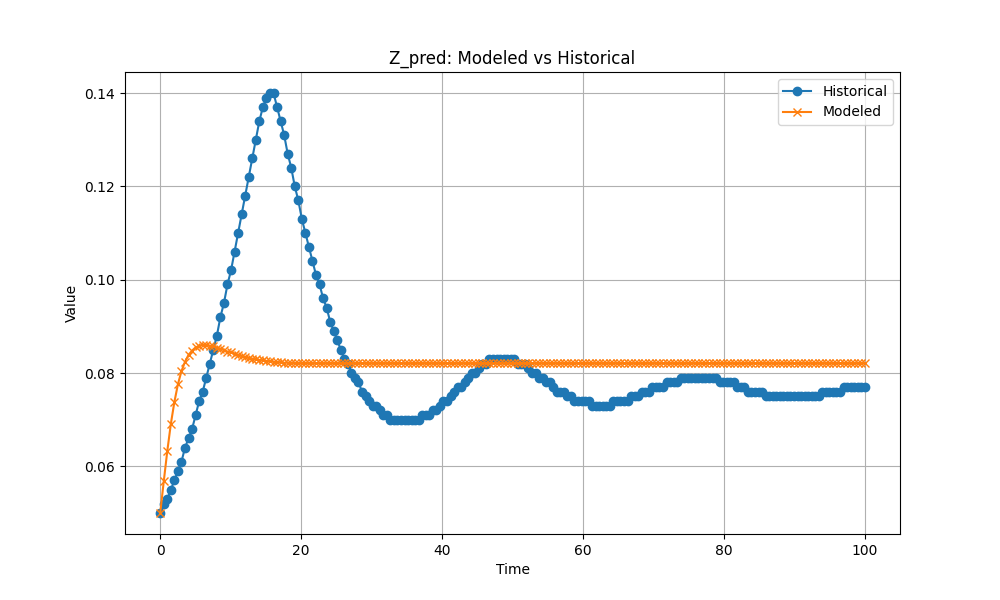 Z_pred: Modeled vs Historical
Historical
Modeled
Value
0.14
0.12
0.10
0.08
0.06
0 20 40 60 80 100
Time